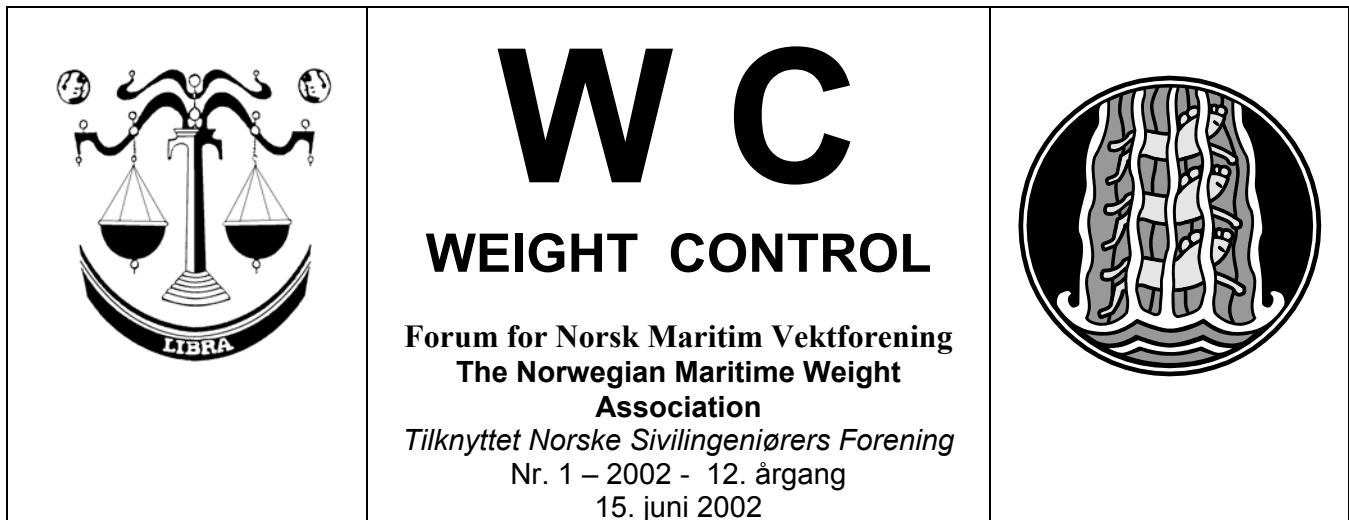 LIBRA
W C
WEIGHT CONTROL
Forum for Norsk Maritim Vektforening
The Norwegian Maritime Weight
Association
Tilknyttet Norske Sivilingeniørers Forening
Nr. 1 – 2002 - 12. årgang
15. juni 2002